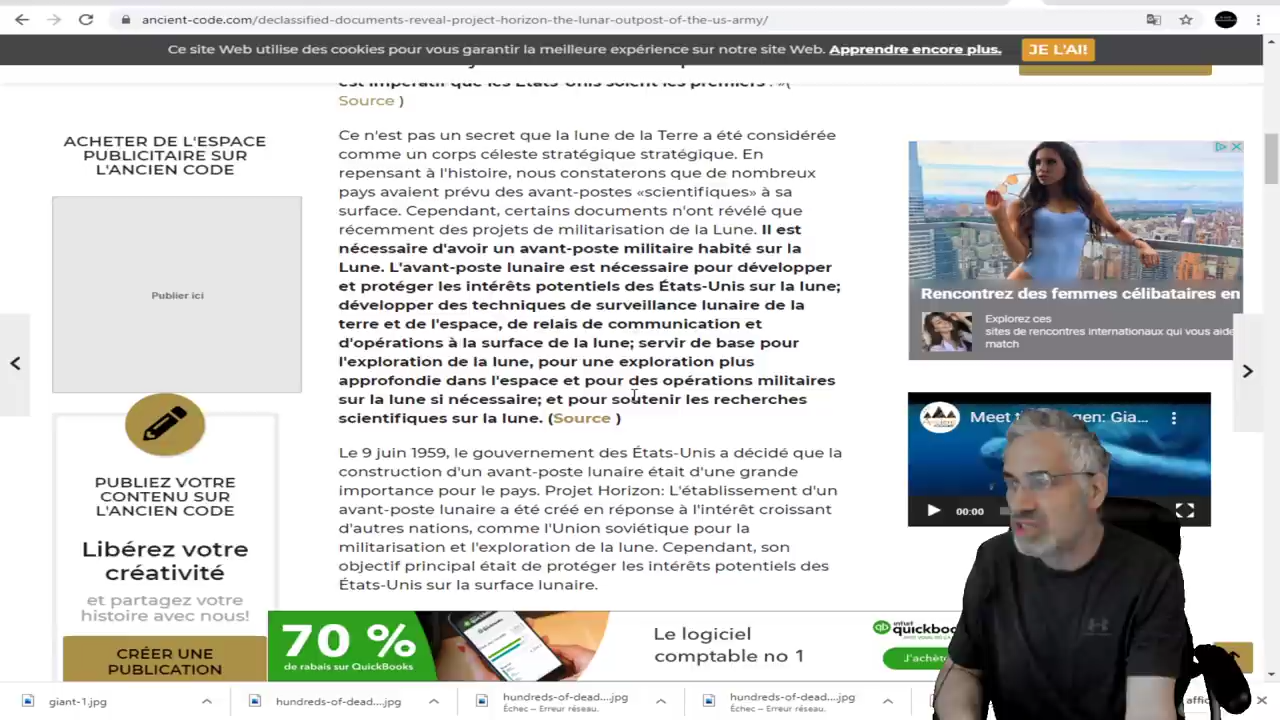 ancient-code.com/declassified-documents-reveal-project-horizon-the-lunar-outpost-of-the-us-army/
Ce site Web utilise des cookies pour vous garantir la meilleure expérience sur notre site Web. Apprendre encore plus. JE L'AI!
est impératif que les États-Unis soient les premiers . »(
Source )
ACHETER DE L'ESPACE
PUBLICITAIRE SUR
L'ANCIEN CODE
Publier ici
PUBLIEZ VOTRE
CONTENU SUR
L'ANCIEN CODE
Libérez votre
créativité
et partagez votre
histoire avec nous!
CRÉER UNE
PUBLICATION
Ce n'est pas un secret que la lune de la Terre a été considérée
comme un corps céleste stratégique stratégique. En
repensant à l'histoire, nous constaterons que de nombreux
pays avaient prévu des avant-postes «scientifiques» à sa
surface. Cependant, certains documents n'ont révélé que
récemment des projets de militarisation de la Lune. Il est
nécessaire d'avoir un avant-poste militaire habité sur la
Lune. L'avant-poste lunaire est nécessaire pour développer
et protéger les intérêts potentiels des États-Unis sur la lune;
développer des techniques de surveillance lunaire de la
terre et de l'espace, de relais de communication et
d'opérations à la surface de la lune; servir de base pour
l'exploration de la lune, pour une exploration plus
approfondie dans l'espace et pour des opérations militaires
sur la lune si nécessaire; et pour soutenir les recherches
scientifiques sur la lune. (Source )
Le 9 juin 1959, le gouvernement des États-Unis a décidé que la
construction d'un avant-poste lunaire était d'une grande
importance pour le pays. Projet Horizon: L'établissement d'un
avant-poste lunaire a été créé en réponse à l'intérêt croissant
d'autres nations, comme l'Union soviétique pour la
militarisation et l'exploration de la lune. Cependant, son
objectif principal était de protéger les intérêts potentiels des
États-Unis sur la surface lunaire.
Rencontrez des femmes célibataires en
Explorez ces
sites de rencontres internationaux qui vous aide
match
Meet Gia...
00:00
70 %
de rabais sur QuickBooks
Le logiciel
comptable no 1
intuit
quickboo
J'achète
giant-1.jpg
hundreds-of-dead....jpg
hundreds-of-dead....jpg
Échec – Erreur réseau.
hundreds-of-dead....jpg
Échec – Erreur réseau.